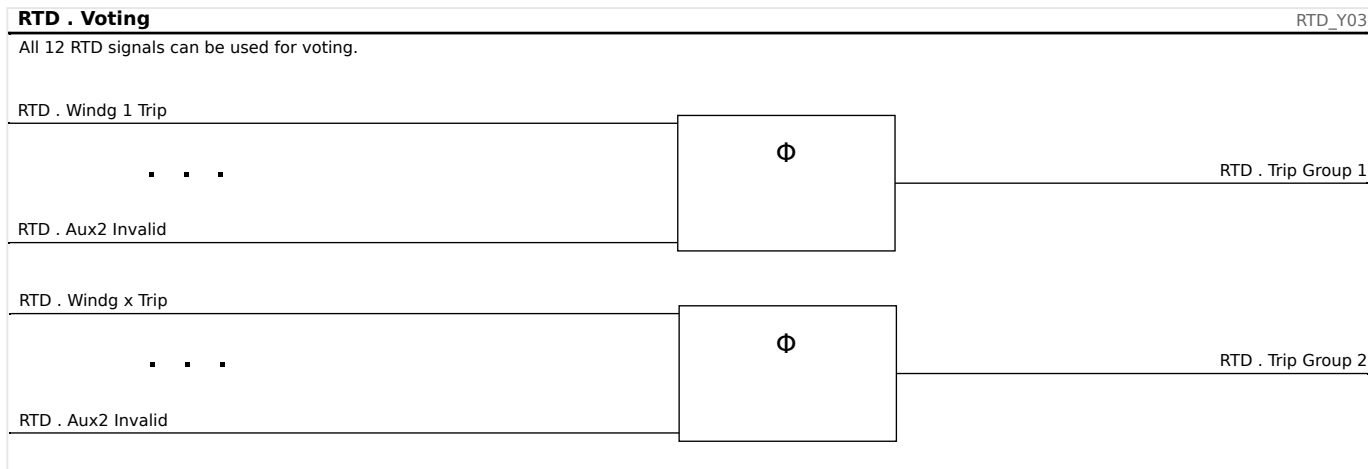 RTD . Voting
RTD_Y03
All 12 RTD signals can be used for voting.
RTD . Windg 1 Trip
Φ
. . .
RTD . Trip Group 1
RTD . Aux2 Invalid
RTD . Windg x Trip
Φ
. . .
RTD . Trip Group 2
RTD . Aux2 Invalid